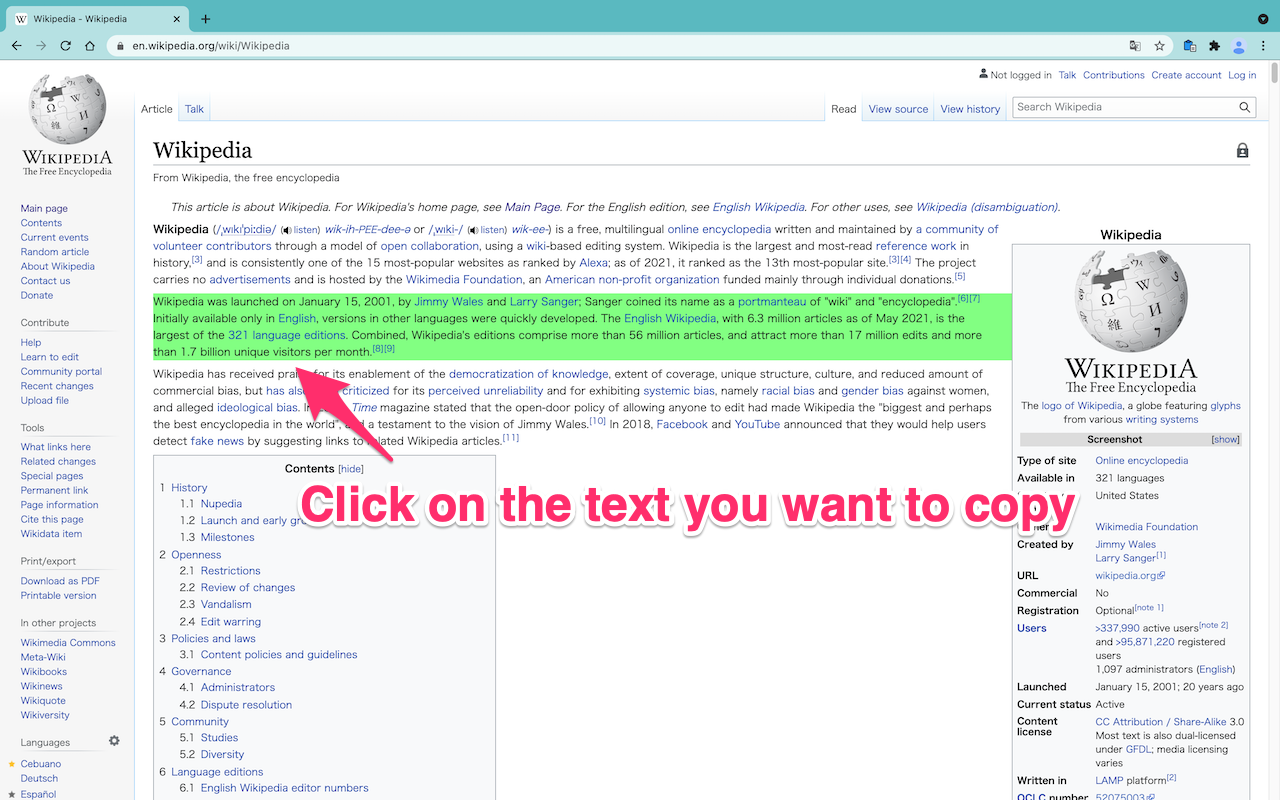 Wikipedia - Wikipedia
en.wikipedia.org/wiki/Wikipedia
Not logged in Talk Contributions Create account Log in
WIKIPEDIA
The Free Encyclopedia
Article Talk
Read View source View history
Search Wikipedia
Main page
Contents
Current events
Random article
About Wikipedia
Contact us
Donate
Contribute
Help
Learn to edit
Community portal
Recent changes
Upload file
Tools
What links here
Related changes
Special pages
Permanent link
Page information
Cite this page
Wikidata item
Print/export
Download as PDF
Printable version
In other projects
Wikimedia Commons
Meta-Wiki
Wikibooks
Wikinews
Wikiquote
Wikiversity
Languages
Cebuano
Deutsch
Español
Wikipedia
From Wikipedia, the free encyclopedia
This article is about Wikipedia. For Wikipedia's home page, see Main Page. For the English edition, see English Wikipedia. For other uses, see Wikipedia (disambiguation).
Wikipedia (/ˌwɪkɪˈpiːdiə/ (listen) wik-ih-PEE-dee-ə or /ˌwɪki-/ (listen) wik-ee-) is a free, multilingual online encyclopedia written and maintained by a community of
volunteer contributors through a model of open collaboration, using a wiki-based editing system. Wikipedia is the largest and most-read reference work in
history,[3] and is consistently one of the 15 most-popular websites as ranked by Alexa; as of 2021, it ranked as the 13th most-popular site.[3][4] The project
carries no advertisements and is hosted by the Wikimedia Foundation, an American non-profit organization funded mainly through individual donations.[5]
Wikipedia was launched on January 15, 2001, by Jimmy Wales and Larry Sanger; Sanger coined its name as a portmanteau of "wiki" and "encyclopedia".[6][7]
Initially available only in English, versions in other languages were quickly developed. The English Wikipedia, with 6.3 million articles as of May 2021, is the
largest of the 321 language editions. Combined, Wikipedia's editions comprise more than 56 million articles, and attract more than 17 million edits and more
than 1.7 billion unique visitors per month.[8][9]
Wikipedia has received for its enablement of the democratization of knowledge, extent of coverage, unique structure, culture, and reduced amount of
commercial bias, but has criticized for its perceived unreliability and for exhibiting systemic bias, namely racial bias and gender bias against women,
and alleged ideological bias. Time magazine stated that the open-door policy of allowing anyone to edit had made Wikipedia the "biggest and perhaps
the best encyclopedia in the world", a testament to the vision of Jimmy Wales.[10] In 2018, Facebook and YouTube announced that they would help users
detect fake news by suggesting links to related Wikipedia articles.[11]
Click on the text you want to copy
Contents [hide]
1 History
1.1 Nupedia
1.2 Launch and early
1.3 Milestones
2 Openness
2.1 Restrictions
2.2 Review of changes
2.3 Vandalism
2.4 Edit warring
3 Policies and laws
3.1 Content policies and guidelines
4 Governance
4.1 Administrators
4.2 Dispute resolution
5 Community
5.1 Studies
5.2 Diversity
6 Language editions
6.1 English Wikipedia editor numbers
Wikipedia
WIKIPEDIA
The Free Encyclopedia
The logo of Wikipedia, a globe featuring glyphs
from various writing systems
Screenshot [show]
Type of site Online encyclopedia
Available in 321 languages
United States
Wikimedia Foundation
Created by Jimmy Wales
Larry Sanger[1]
URL wikipedia.org
Commercial No
Registration Optional[note 1]
Users >337,990 active users[note 2]
and >95,871,220 registered
users
1,097 administrators (English)
Launched January 15, 2001; 20 years ago
Current status Active
Content license CC Attribution / Share-Alike 3.0
Most text is also dual-licensed
under GFDL; media licensing
varies
Written in LAMP platform[2]
OCLC number 52075003